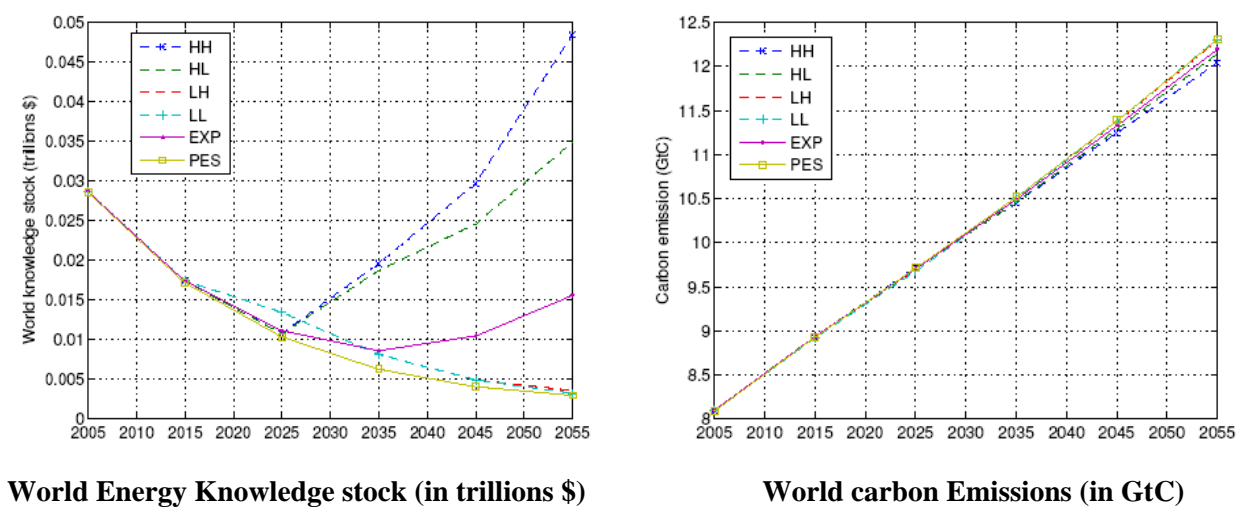 0.05
0.045
0.04
0.035
0.03
0.025
0.02
0.015
0.01
0.005
0
World knowledge stock (trillions $)
HH
HL
LH
LL
EXP
PES
2005 2010 2015 2020 2025 2030 2035 2040 2045 2050 2055
World Energy Knowledge stock (in trillions $)
12.5
12
11.5
11
10.5
10
9.5
9
8.5
8
Carbon emission (GtC)
HH
HL
LH
LL
EXP
PES
2005 2010 2015 2020 2025 2030 2035 2040 2045 2050 2055
World carbon Emissions (in GtC)